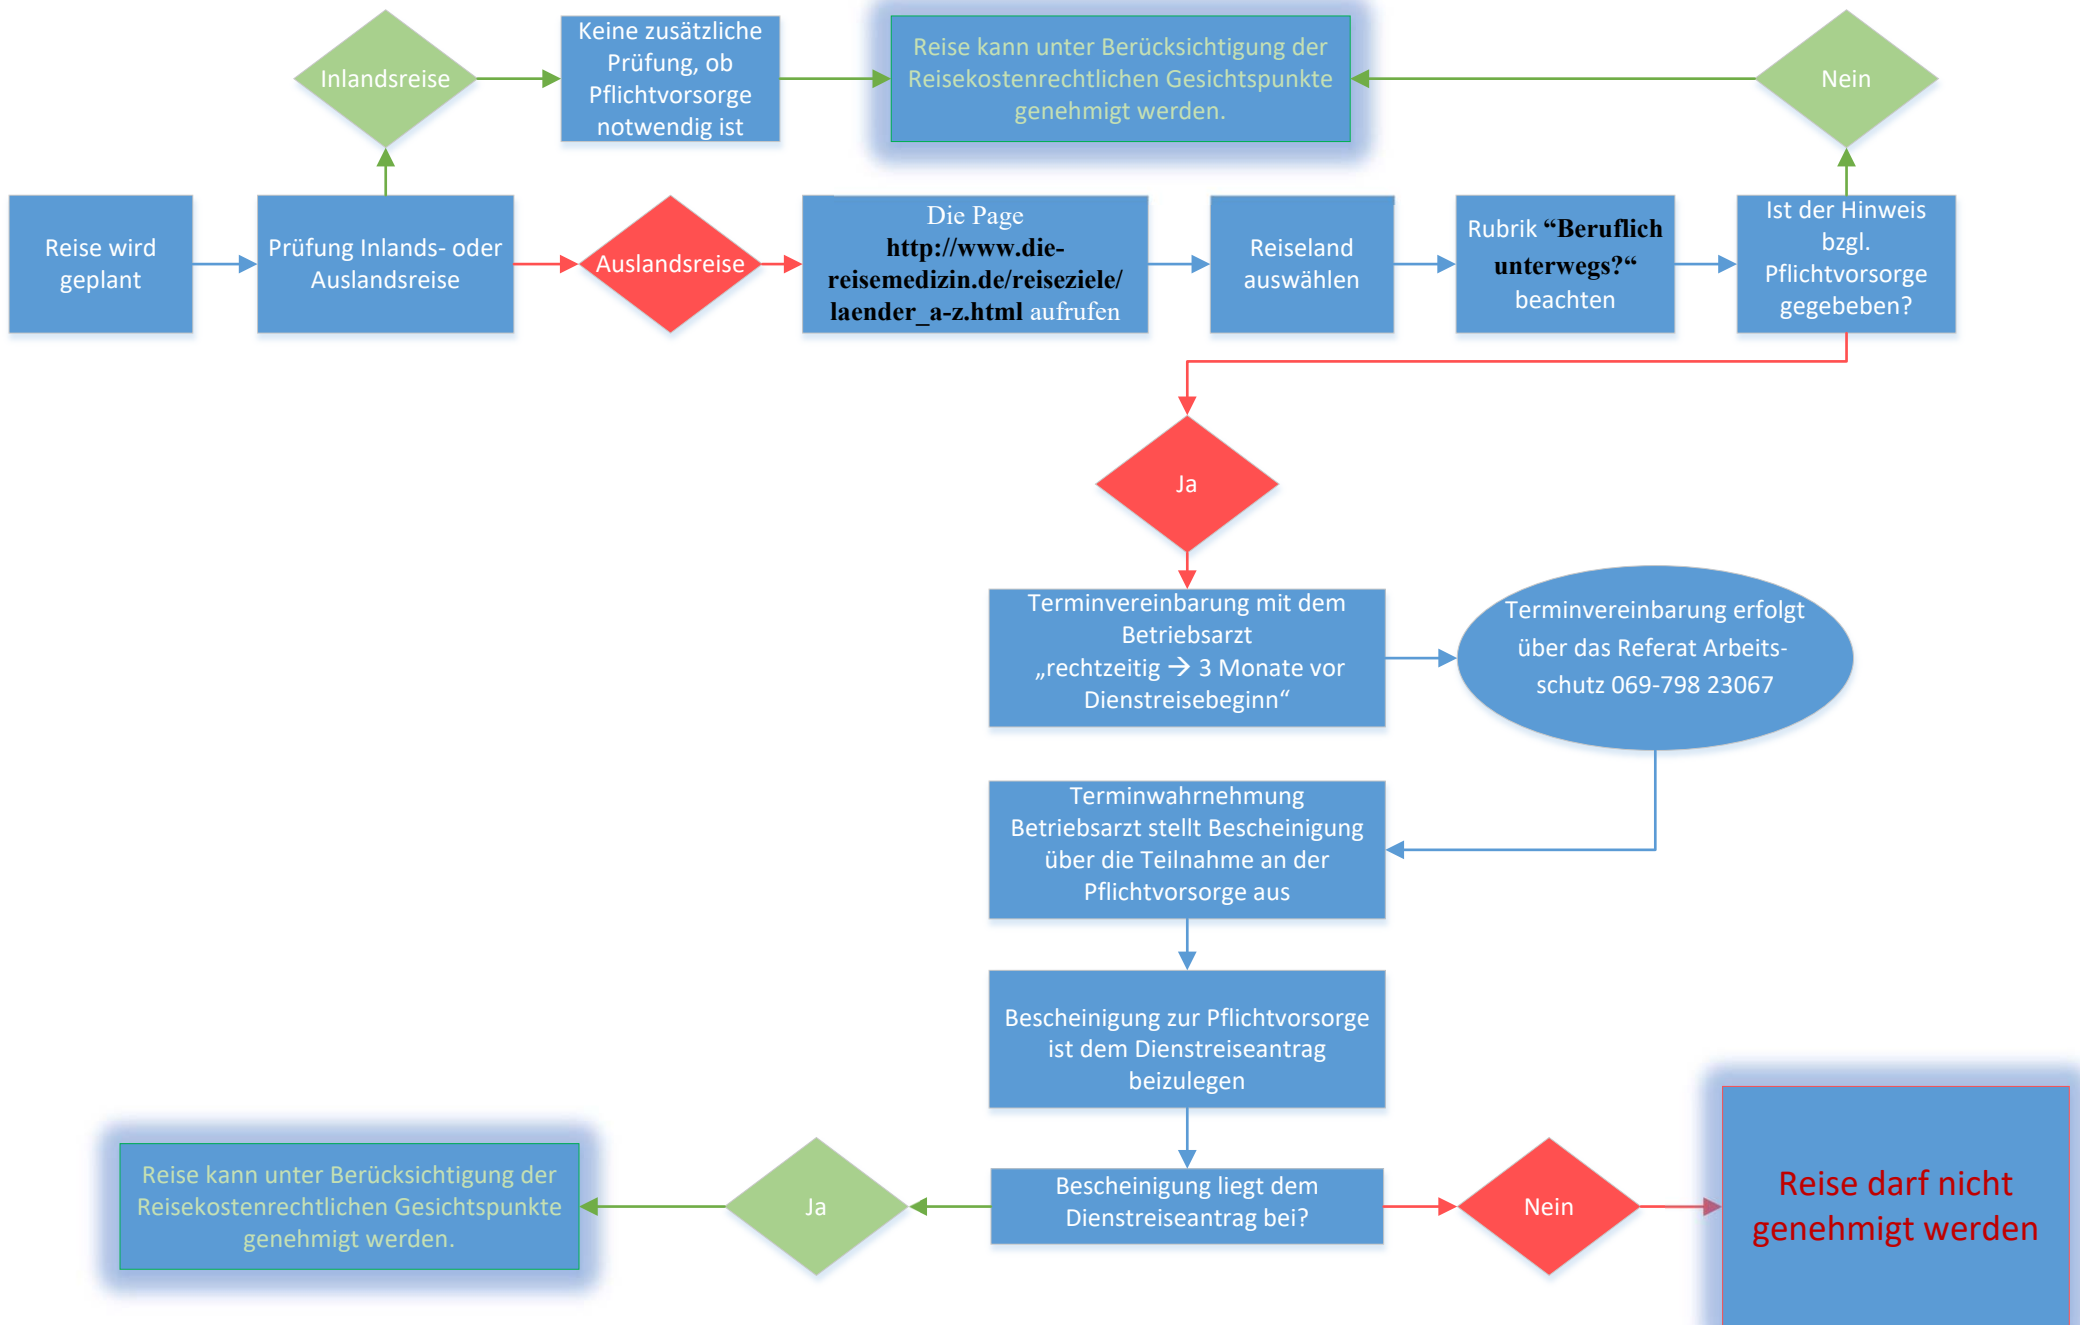 Inlandsreise
Keine zusätzliche
Prüfung, ob
Pflichtvorsorge
notwendig ist
Reise kann unter Berücksichtigung der
Reisekostenrechtlichen Gesichtspunkte
genehmigt werden.
Nein
Reise wird
geplant
Prüfung Inlands- oder
Auslandsreise
Auslandsreise
Die Page
http://www.die-
reisemedizin.de/reiseziele/
laender_a-z.html aufrufen
Reiseland
auswählen
Rubrik “Beruflich
unterwegs?“
beachten
Ist der Hinweis
bzgl.
Pflichtvorsorge
gegebeben?
Ja
Terminvereinbarung mit dem
Betriebsarzt
„rechtzeitig → 3 Monate vor
Dienstreisebeginn“
Terminvereinbarung erfolgt
über das Referat Arbeits-
schutz 069-798 23067
Terminwahrnehmung
Betriebsarzt stellt Bescheinigung
über die Teilnahme an der
Pflichtvorsorge aus
Bescheinigung zur Pflichtvorsorge
ist dem Dienstreiseantrag
beizulegen
Reise kann unter Berücksichtigung der
Reisekostenrechtlichen Gesichtspunkte
genehmigt werden.
Ja
Bescheinigung liegt dem
Dienstreiseantrag bei?
Nein
Reise darf nicht
genehmigt werden